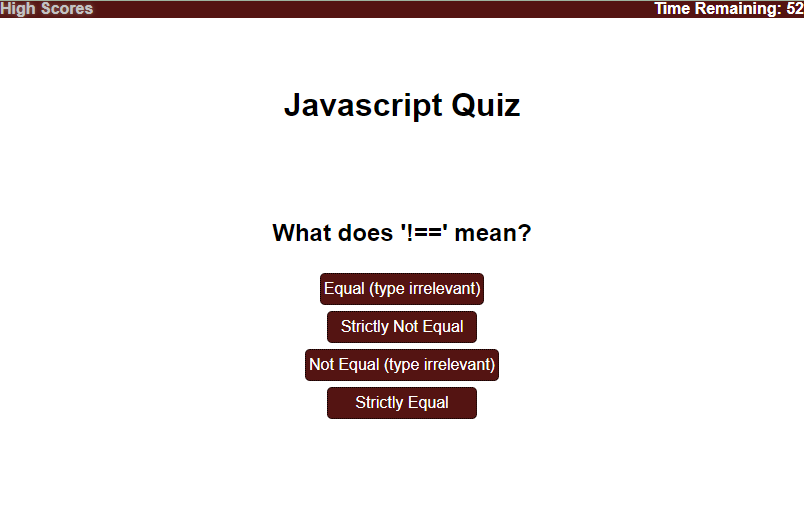 High Scores
Time Remaining: 52
Javascript Quiz
What does '!==' mean?
Equal (type irrelevant)
Strictly Not Equal
Not Equal (type irrelevant)
Strictly Equal